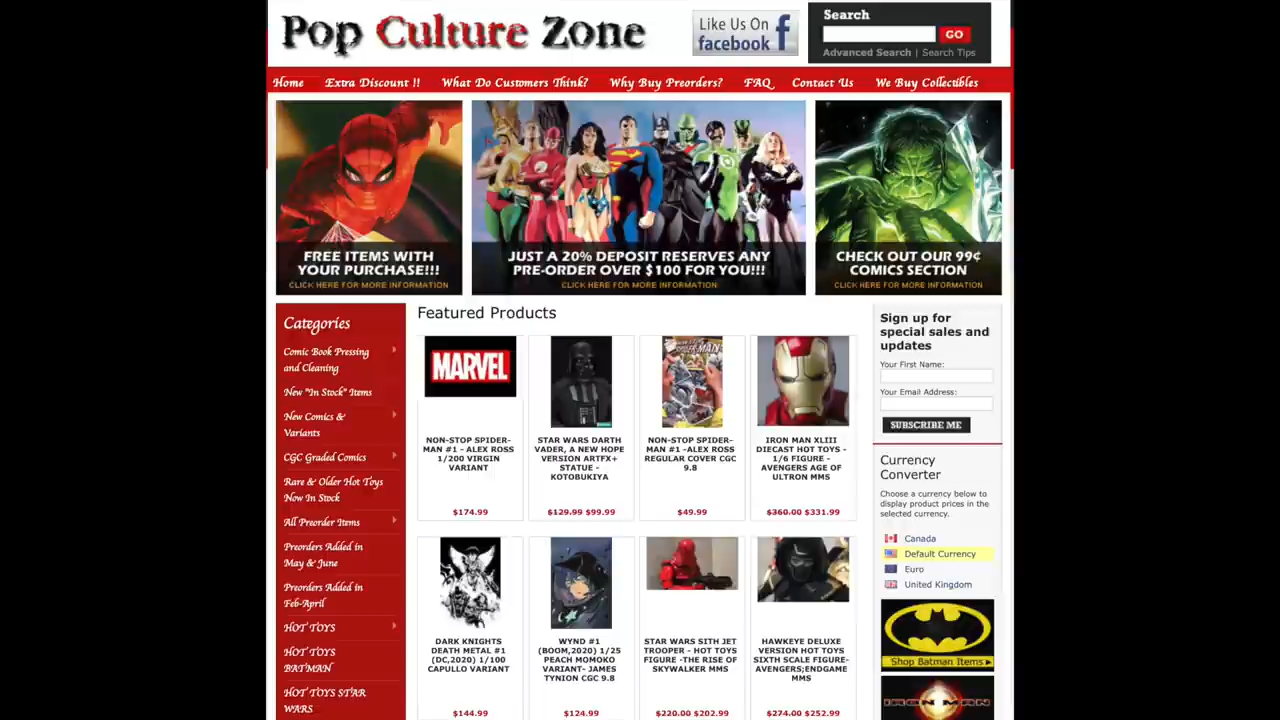 Pop Culture Zone
Like Us On
facebook
Search
GO
Advanced Search | Search Tips
Home
Extra Discount !!
What Do Customers Think?
Why Buy Preorders?
FAQ
Contact Us
We Buy Collectibles
FREE ITEMS WITH
YOUR PURCHASE!!!
CLICK HERE FOR MORE INFORMATION
JUST A 20% DEPOSIT RESERVES ANY
PRE-ORDER OVER $100 FOR YOU!!!
CLICK HERE FOR MORE INFORMATION
CHECK OUT OUR 99¢
COMICS SECTION
CLICK HERE FOR MORE INFORMATION
Categories
Comic Book Pressing
and Cleaning
New "In Stock" Items
New Comics &
Variants
CGC Graded Comics
Rare & Older Hot Toys
Now In Stock
All Preorder Items
Preorders Added in
May & June
Preorders Added in
Feb-April
HOT TOYS
HOT TOYS
BATMAN
HOT TOYS STAR
WARS
Featured Products
MARVEL
NON-STOP SPIDER-
MAN #1 - ALEX ROSS
1/200 VIRGIN
VARIANT
$174.99
STAR WARS DARTH
VADER, A NEW HOPE
VERSION ARTFX+
STATUE -
KOTOBUKIYA
$129.99 $99.99
SPIDER-MAN
NON-STOP SPIDER-
MAN #1 -ALEX ROSS
REGULAR COVER CGC
9.8
$49.99
IRON MAN XLIII
DIECAST HOT TOYS -
1/6 FIGURE -
AVENGERS AGE OF
ULTRON MMS
$360.00 $331.99
DARK KNIGHTS
DEATH METAL #1
(DC,2020) 1/100
CAPULLO VARIANT
$144.99
WYND #1
(BOOM,2020) 1/25
PEACH MOMOKO
VARIANT- JAMES
TYNION CGC 9.8
$124.99
STAR WARS SITH JET
TROOPER - HOT TOYS
FIGURE -THE RISE OF
SKYWALKER MMS
$220.00 $202.99
HAWKEYE DELUXE
VERSION HOT TOYS
SIXTH SCALE FIGURE-
AVENGERS;ENDGAME
MMS
$274.00 $252.99
Sign up for
special sales and
updates
Your First Name:
Your Email Address:
SUBSCRIBE ME
Currency
Converter
Choose a currency below to
display product prices in the
selected currency.
Canada
Default Currency
Euro
United Kingdom
Shop Batman Items
IRON MAN